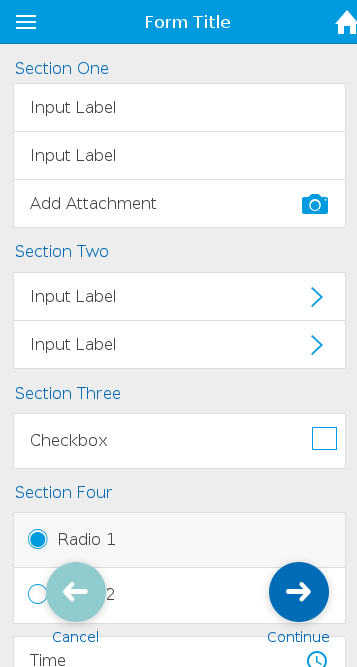 Form Title
Section One
Input Label
Input Label
Add Attachment
Section Two
Input Label
Input Label
Section Three
Checkbox
Section Four
Radio 1
2
Cancel
Continue
Time